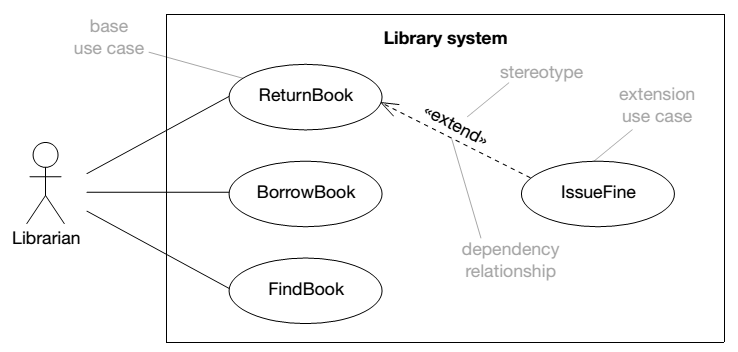 base
use case
Library system
ReturnBook
stereotype
«extend»
extension
use case
BorrowBook
IssueFine
Librarian
dependency
relationship
FindBook